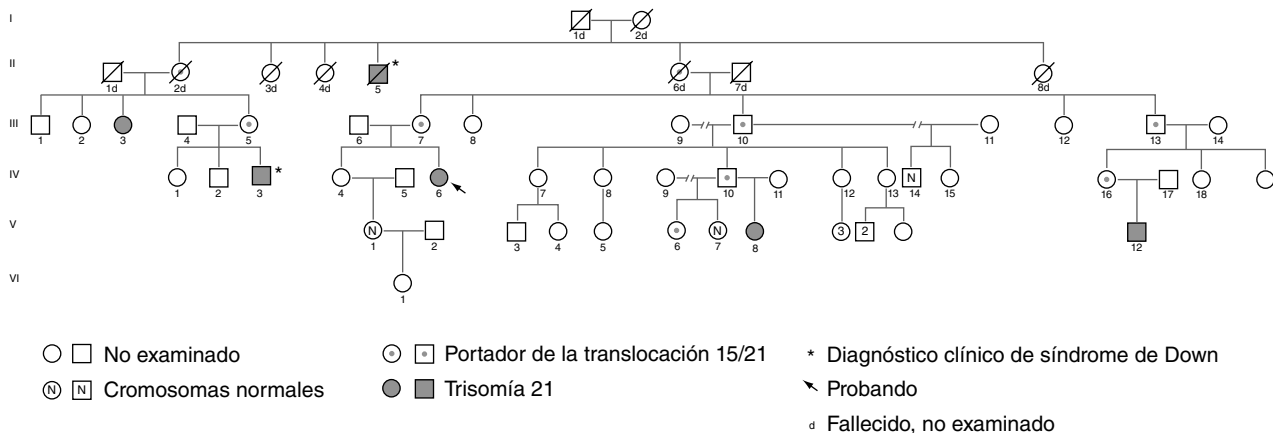 I
1d 2d
II
1d 2d 3d 4d 5 * 6d 7d 8d
III
1 2 3 4 5 6 7 8 9 10 11 12 13 14
IV
1 2 3 * 4 5 6 7 8 9 10 11 12 13 N 14 15 16 17 18
V
N 1 2 3 4 5 6 N 7 8 3 2 12
VI
1
No examinado
N N Cromosomas normales
Portador de la translocación 15/21
Trisomía 21
* Diagnóstico clínico de síndrome de Down
Probando
d Fallecido, no examinado